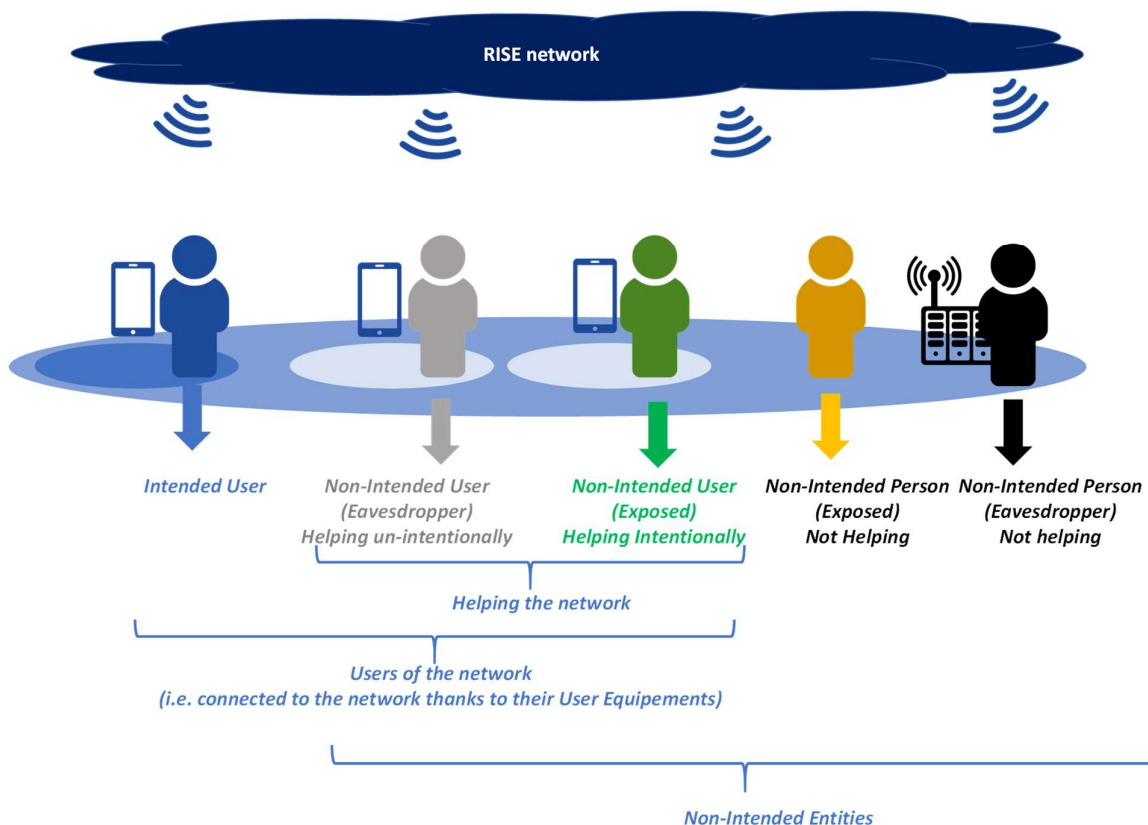 RISE network
Intended User
Non-Intended User
(Eavesdropper)
Helping un-intentionally
Non-Intended User
(Exposed)
Helping Intentionally
Non-Intended Person
(Exposed)
Not Helping
Non-Intended Person
(Eavesdropper)
Not helping
Helping the network
Users of the network
(i.e. connected to the network thanks to their User Equipements)
Non-Intended Entities